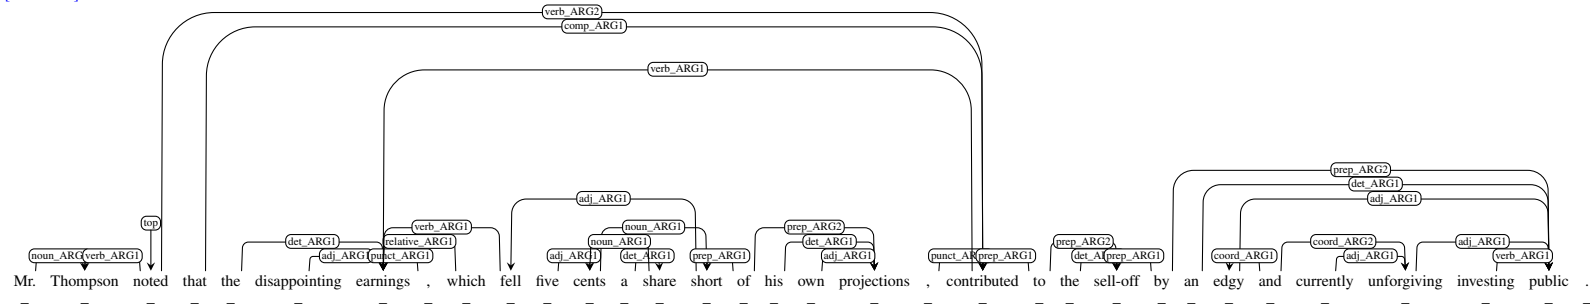 verb_ARG2
comp_ARG1
verb_ARG1
prep_ARG2
det_ARG1
adj_ARG1 adj_ARG1
top verb_ARG1 noun_ARG1 prep_ARG2
det_ARG1 relative_ARG1 noun_ARG1 det_ARG1 prep_ARG2 coord_ARG2 adj_ARG1
verb_ARG1 adj_ARG1 det_ARG1 prep_ARG1 adj_ARG1 prep_ARG1 prep_ARG1 coord_ARG1 adj_ARG1 verb_ARG1
Mr. Thompson noted that the disappointing earnings , which fell five cents a share short of his own projections , contributed to the sell-off by an edgy and currently unforgiving investing public .